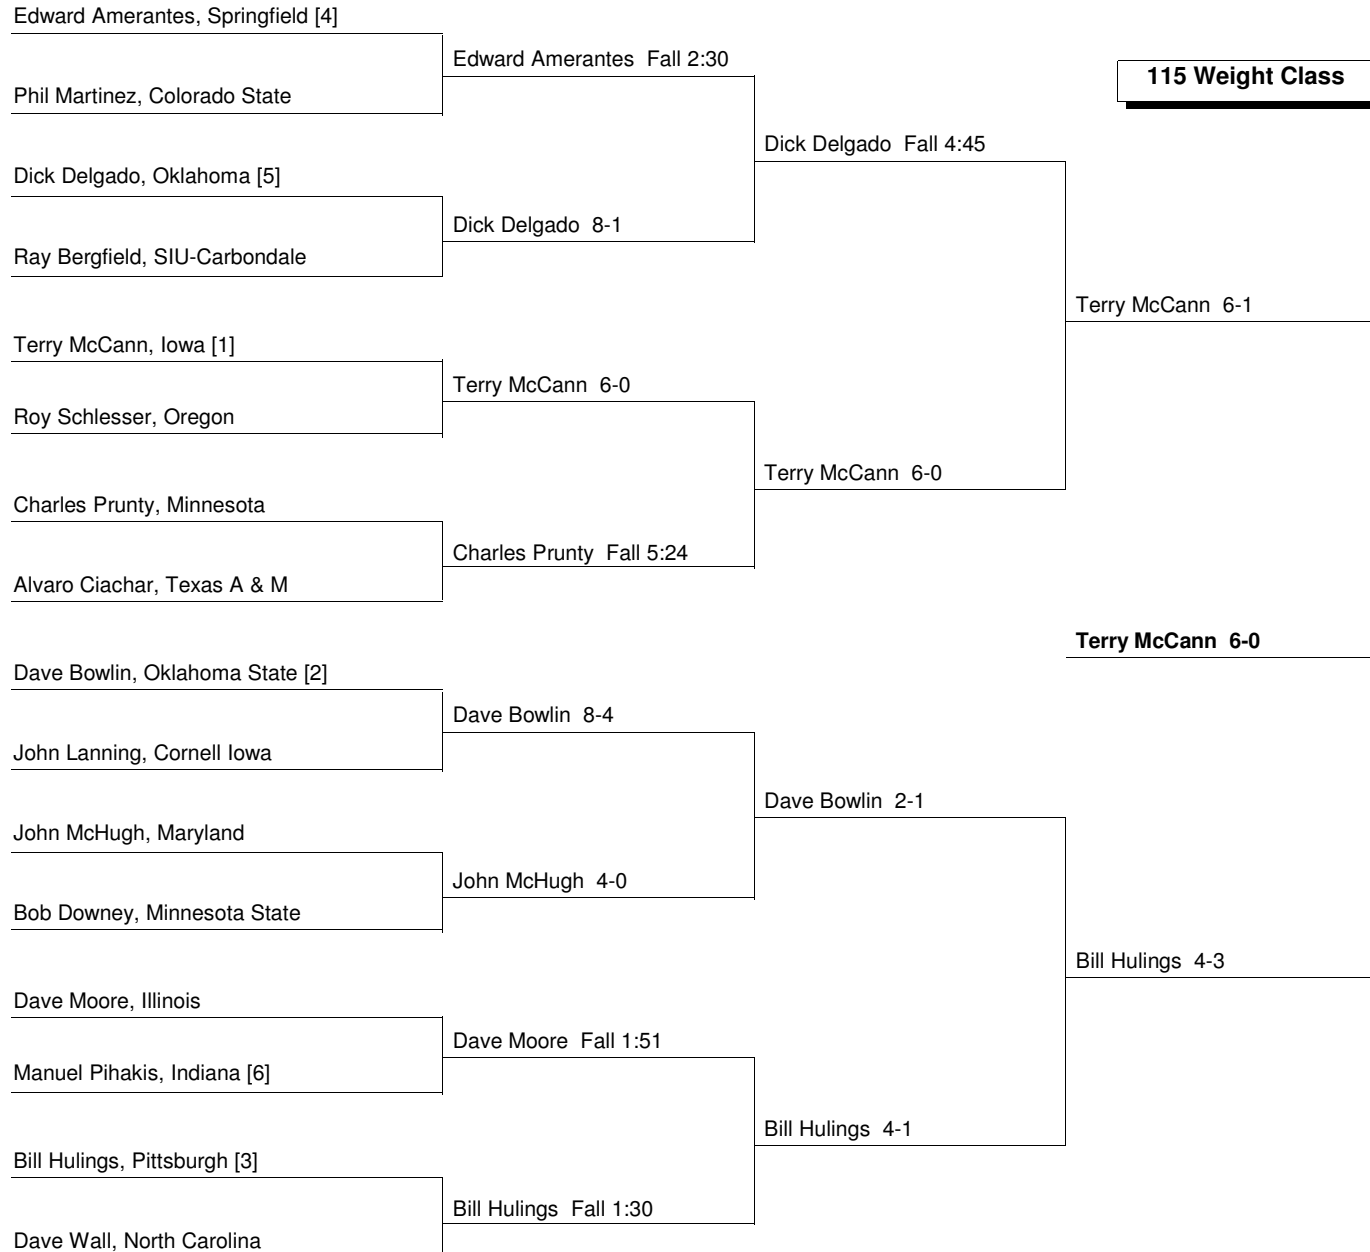 Edward Amerantes, Springfield [4]
Edward Amerantes Fall 2:30
115 Weight Class
Phil Martinez, Colorado State
Dick Delgado Fall 4:45
Dick Delgado, Oklahoma [5]
Dick Delgado 8-1
Ray Bergfield, SIU-Carbondale
Terry McCann 6-1
Terry McCann, Iowa [1]
Terry McCann 6-0
Roy Schlesser, Oregon
Terry McCann 6-0
Charles Prunty, Minnesota
Charles Prunty Fall 5:24
Alvaro Ciachar, Texas A & M
Terry McCann 6-0
Dave Bowlin, Oklahoma State [2]
Dave Bowlin 8-4
John Lanning, Cornell Iowa
Dave Bowlin 2-1
John McHugh, Maryland
John McHugh 4-0
Bob Downey, Minnesota State
Bill Hulings 4-3
Dave Moore, Illinois
Dave Moore Fall 1:51
Manuel Pihakis, Indiana [6]
Bill Hulings 4-1
Bill Hulings, Pittsburgh [3]
Bill Hulings Fall 1:30
Dave Wall, North Carolina